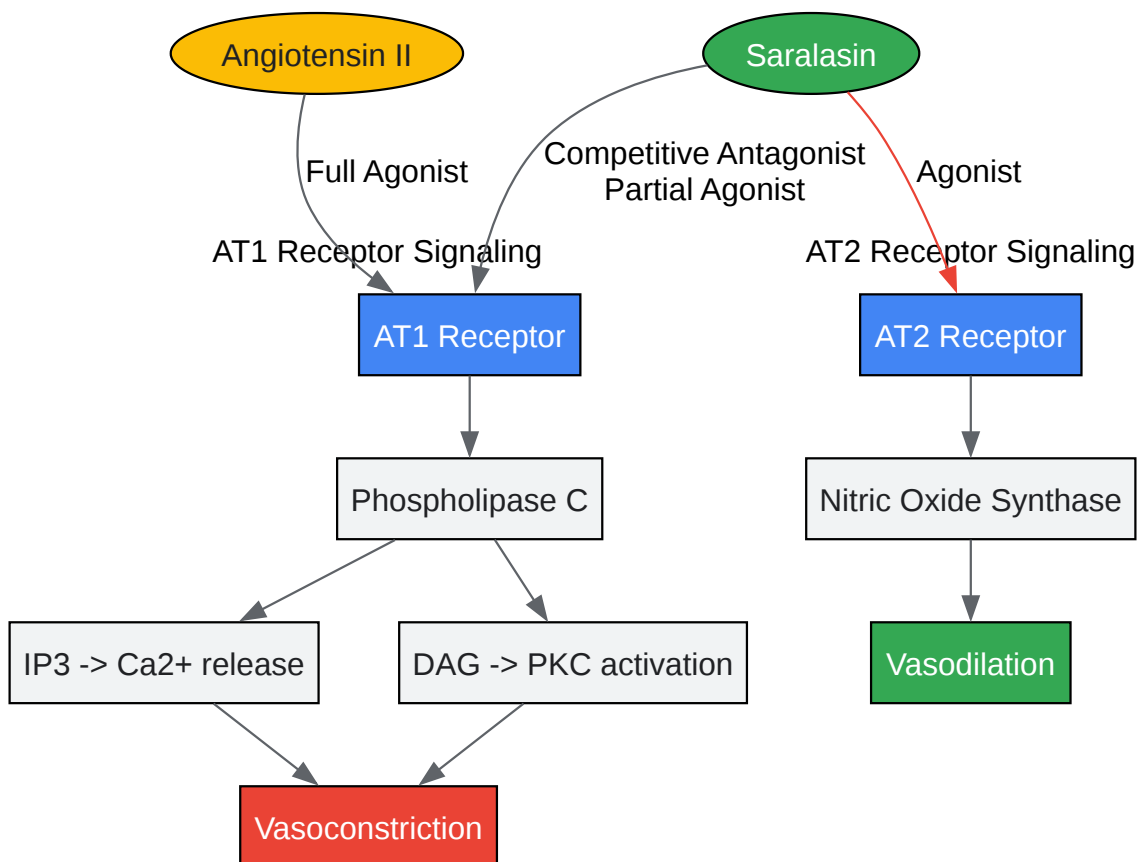 Angiotensin II
Saralasin
Full Agonist
Competitive Antagonist
Partial Agonist
Agonist
AT1 Receptor Signaling
AT2 Receptor Signaling
AT1 Receptor
AT2 Receptor
Phospholipase C
Nitric Oxide Synthase
IP3 -> Ca2+ release
DAG -> PKC activation
Vasodilation
Vasoconstriction